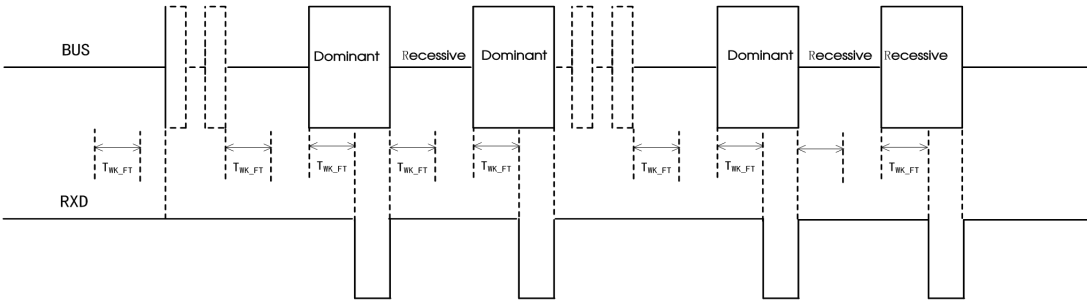 BUS
Dominant Recessive Dominant Dominant Recessive Recessive
TWK_FT TWK_FT TWK_FT TWK_FT TWK_FT TWK_FT TWK_FT TWK_FT
RXD